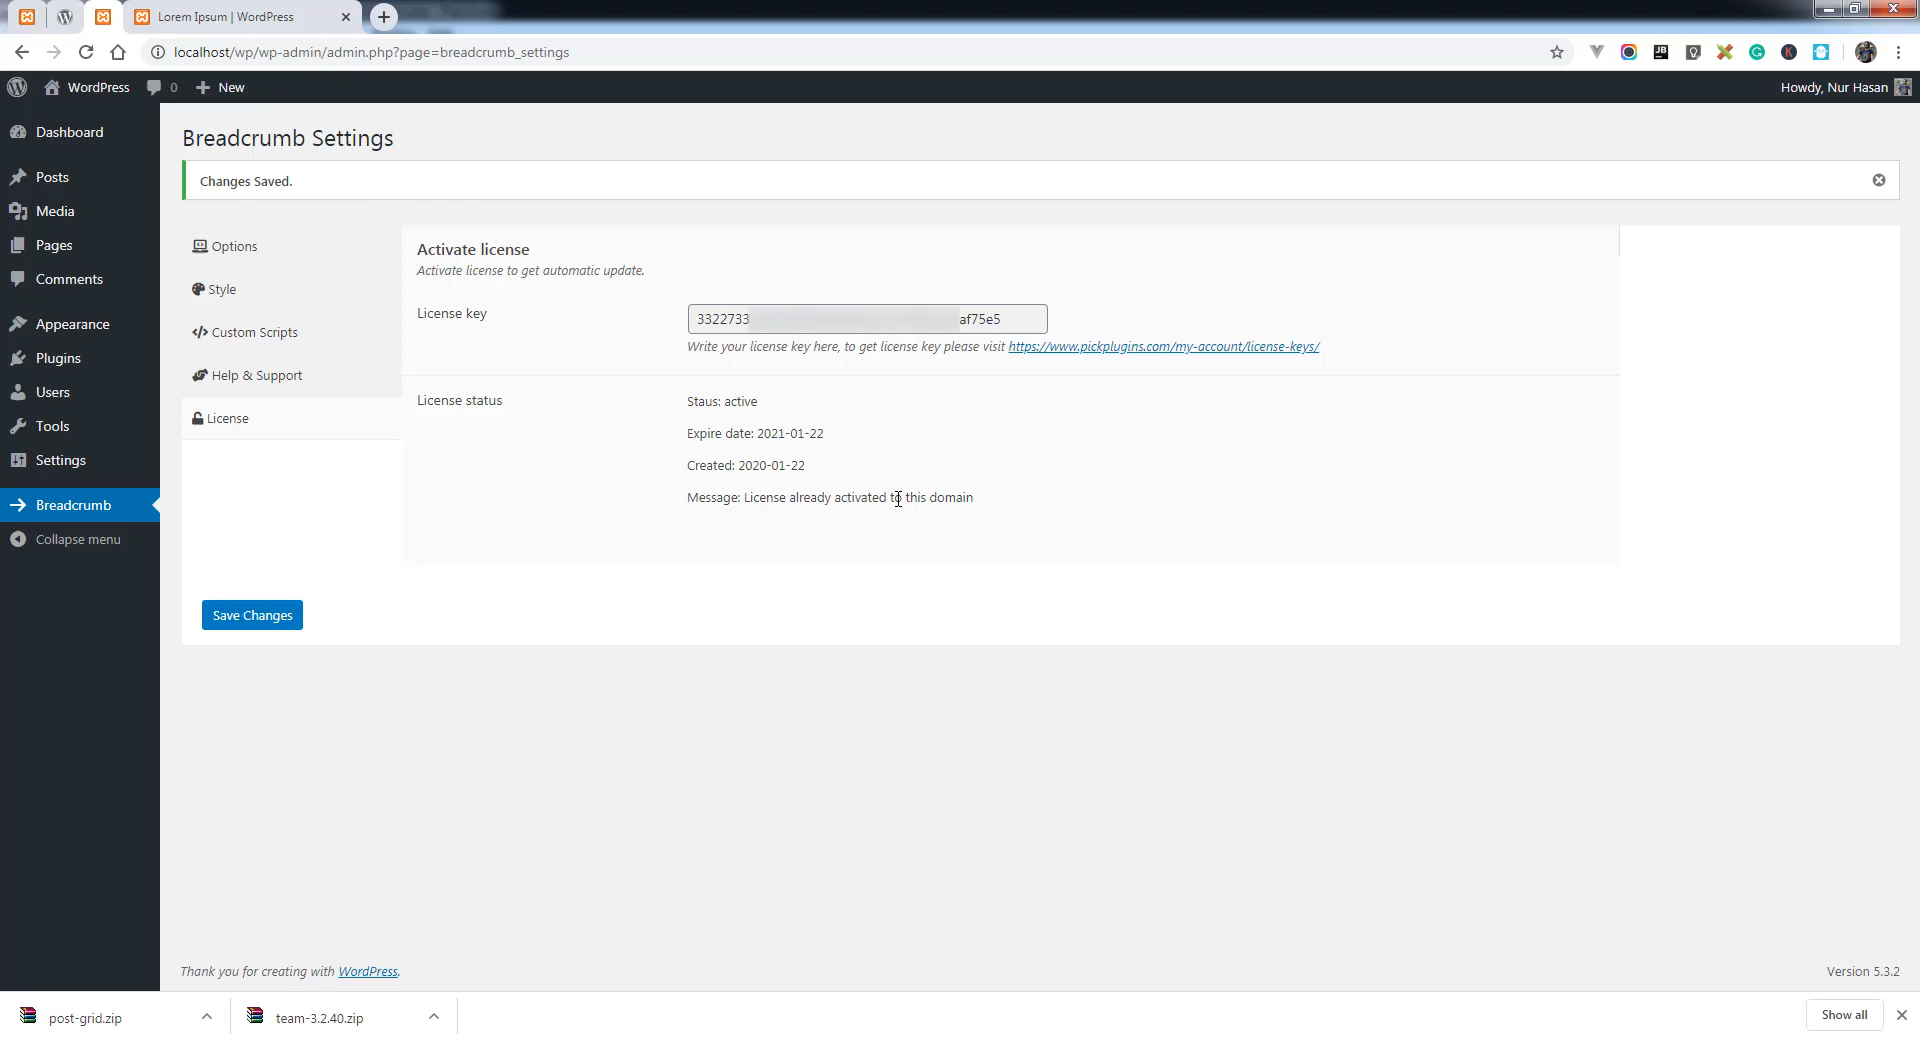 Lorem Ipsum | WordPress
localhost/wp/wp-admin/admin.php?page=breadcrumb_settings
WordPress 0 New
Howdy, Nur Hasan
Dashboard
Posts
Media
Pages
Comments
Appearance
Plugins
Users
Tools
Settings
Breadcrumb
Collapse menu
Breadcrumb Settings
Changes Saved.
Options
Style
Custom Scripts
Help & Support
License
Activate license
Activate license to get automatic update.
License key
3322733 af75e5
Write your license key here, to get license key please visit https://www.pickplugins.com/my-account/license-keys/
License status
Staus: active
Expire date: 2021-01-22
Created: 2020-01-22
Message: License already activated to this domain
Save Changes
Thank you for creating with WordPress.
Version 5.3.2
post-grid.zip
team-3.2.40.zip
Show all